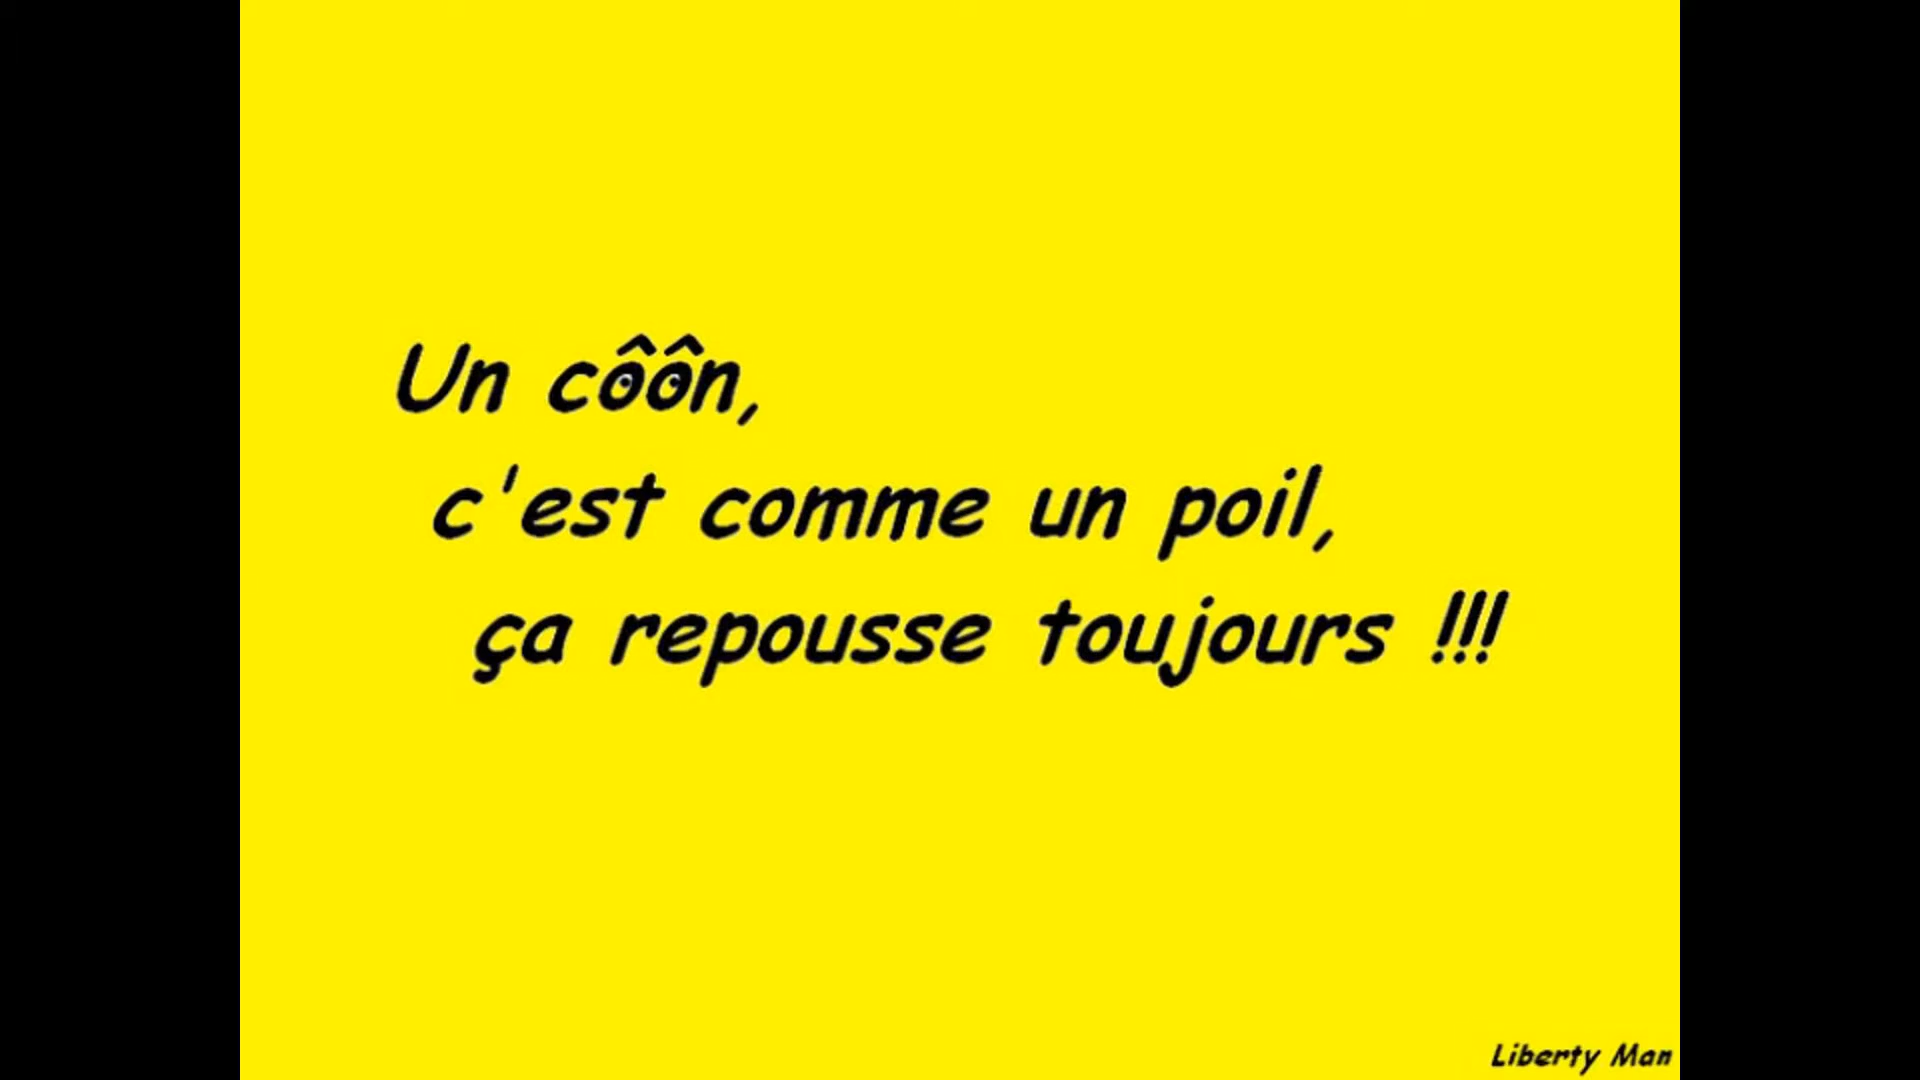 Un côôn,
c'est comme un poil,
ça repousse toujours !!!
Liberty Man